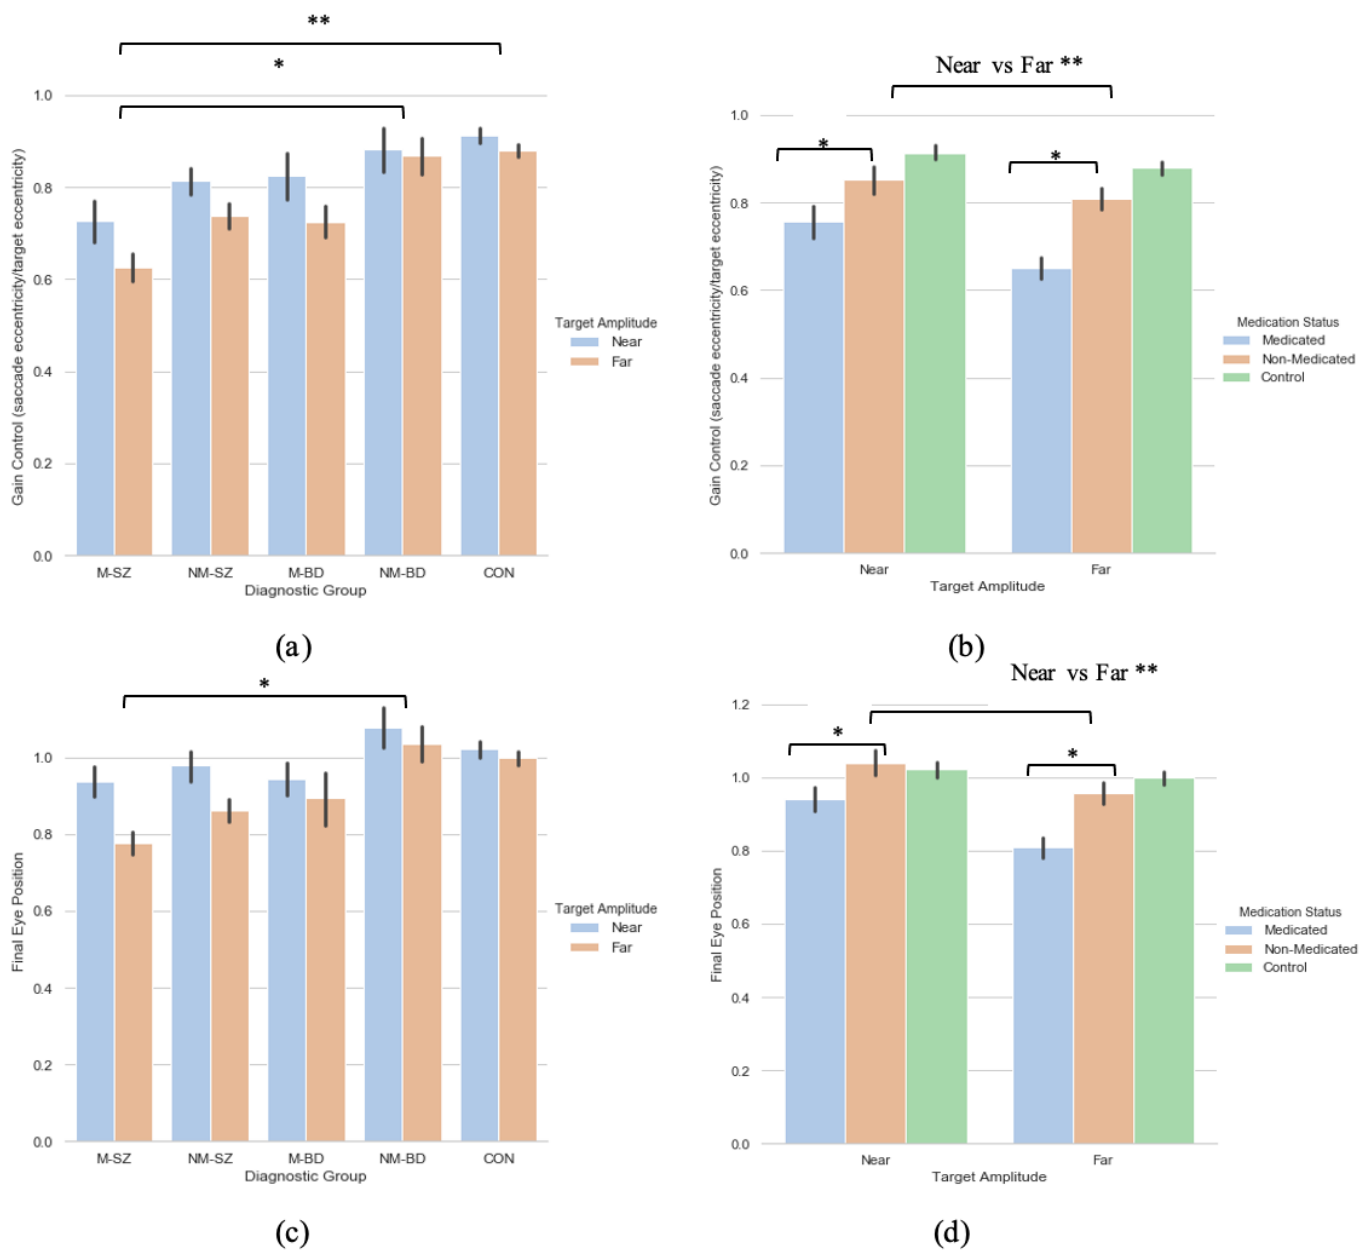 **
*
1.0
0.8
0.6
0.4
0.2
0.0
Gain Control (saccade eccentricity/target eccentricity)
M-SZ NM-SZ M-BD NM-BD CON
Diagnostic Group
Target Amplitude
Near
Far
(a)
Near vs Far **
*
*
1.0
0.8
0.6
0.4
0.2
0.0
Gain Control (saccade eccentricity/target eccentricity)
Near Far
Target Amplitude
Medication Status
Medicated
Non-Medicated
Control
(b)
*
1.0
0.8
0.6
0.4
0.2
0.0
Final Eye Position
M-SZ NM-SZ M-BD NM-BD CON
Diagnostic Group
Target Amplitude
Near
Far
(c)
Near vs Far **
*
*
1.2
1.0
0.8
0.6
0.4
0.2
0.0
Final Eye Position
Near Far
Target Amplitude
Medication Status
Medicated
Non-Medicated
Control
(d)